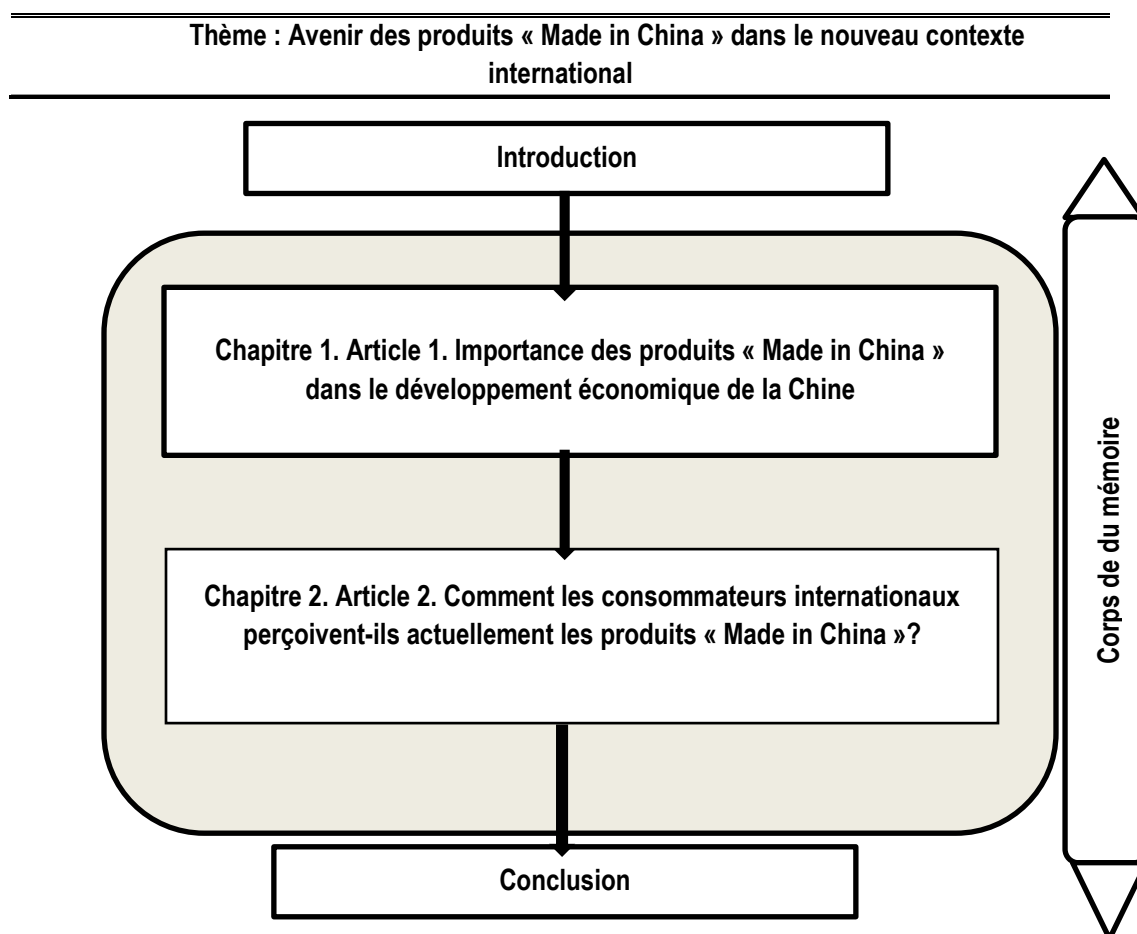 Thème : Avenir des produits « Made in China » dans le nouveau contexte
international
Introduction
Chapitre 1. Article 1. Importance des produits « Made in China »
dans le développement économique de la Chine
Chapitre 2. Article 2. Comment les consommateurs internationaux
perçoivent-ils actuellement les produits « Made in China »?
Conclusion
Corps de du mémoire